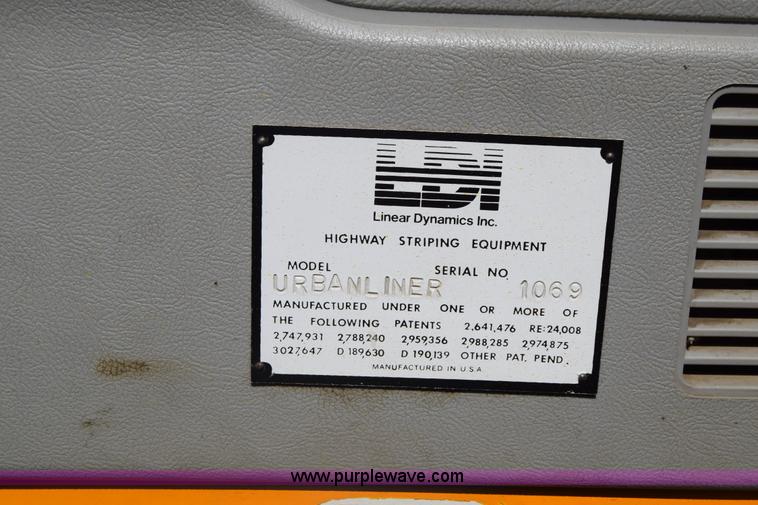 LDI
Linear Dynamics Inc.
HIGHWAY STRIPING EQUIPMENT
MODEL SERIAL NO.
URBANLINER 1069
MANUFACTURED UNDER ONE OR MORE OF
THE FOLLOWING PATENTS 2,641,476 RE:24,008
2,747,931 2,788,240 2,959,356 2,988,285 2,974,875
3,027,647 D 189,630 D 190,139 OTHER PAT. PEND.
MANUFACTURED IN U.S.A.
www.purplewave.com